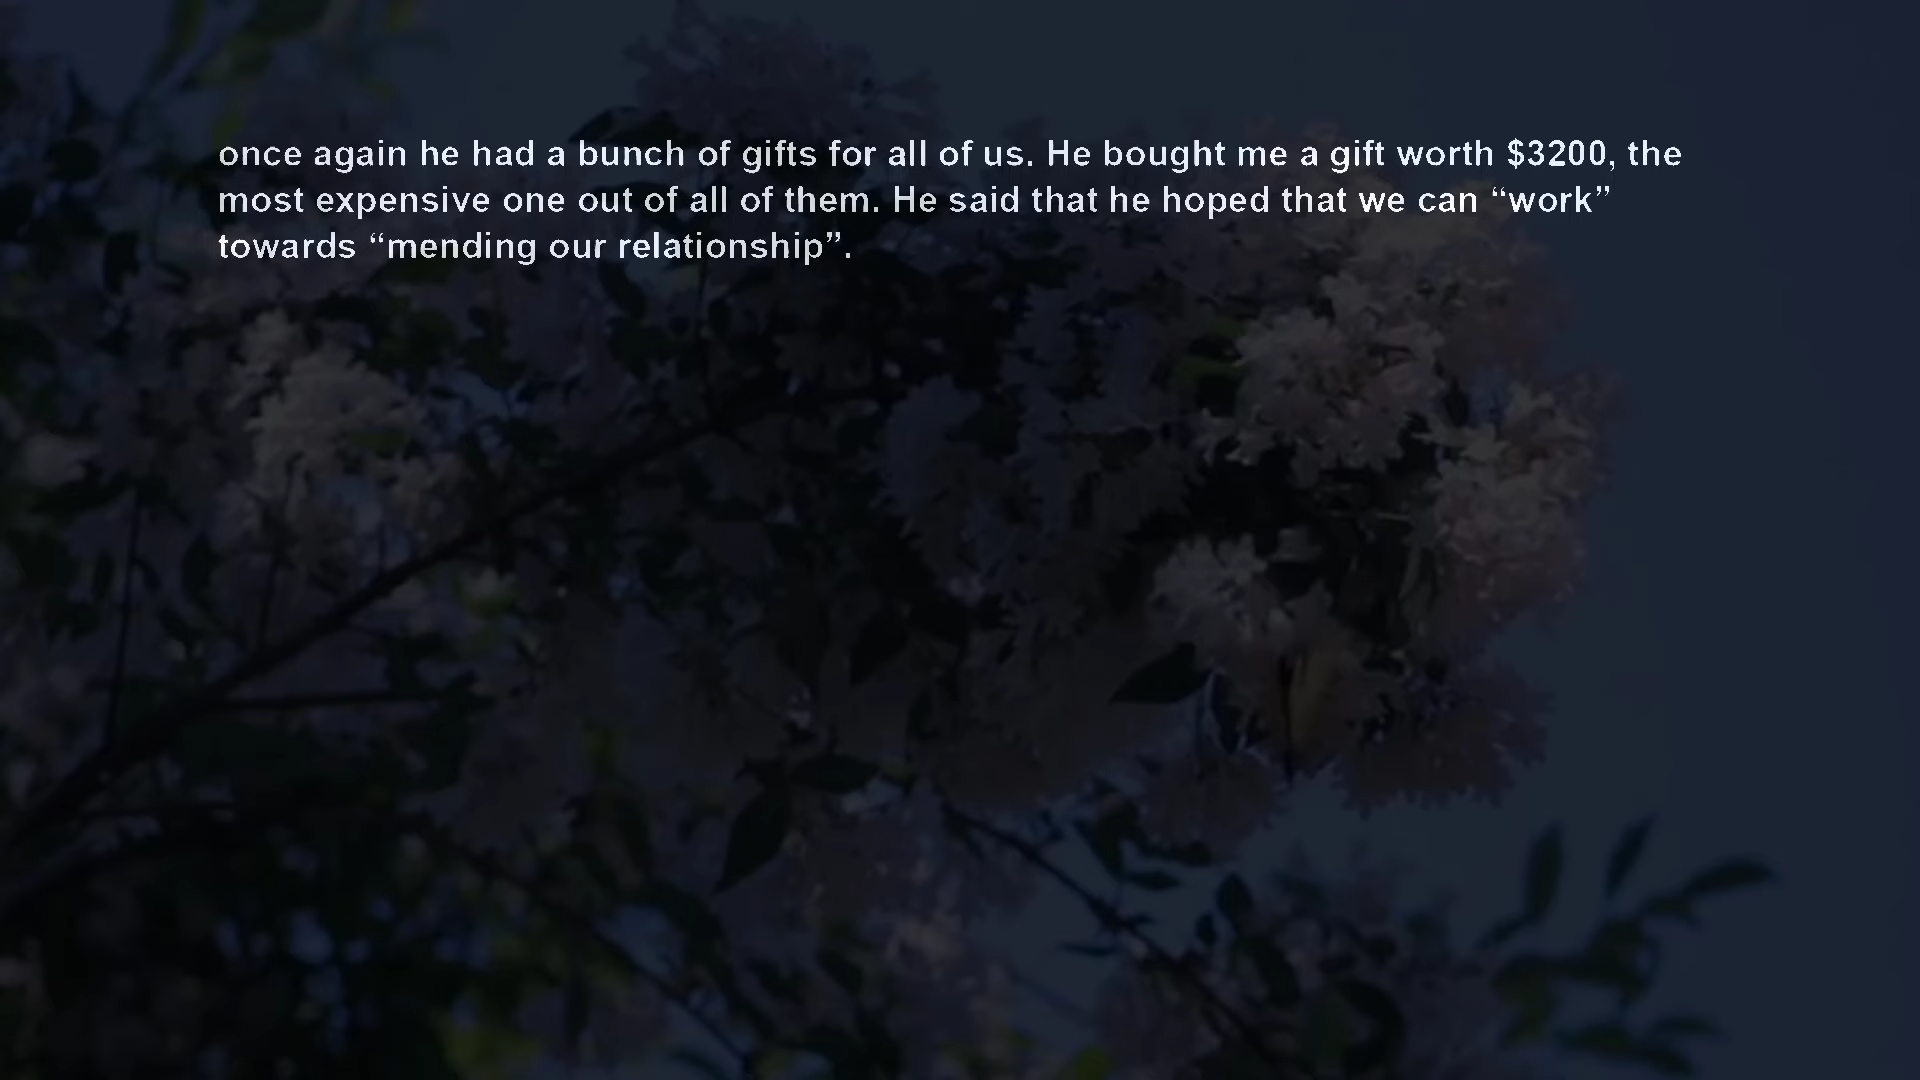 once again he had a bunch of gifts for all of us. He bought me a gift worth $3200, the
most expensive one out of all of them. He said that he hoped that we can “work”
towards “mending our relationship”.